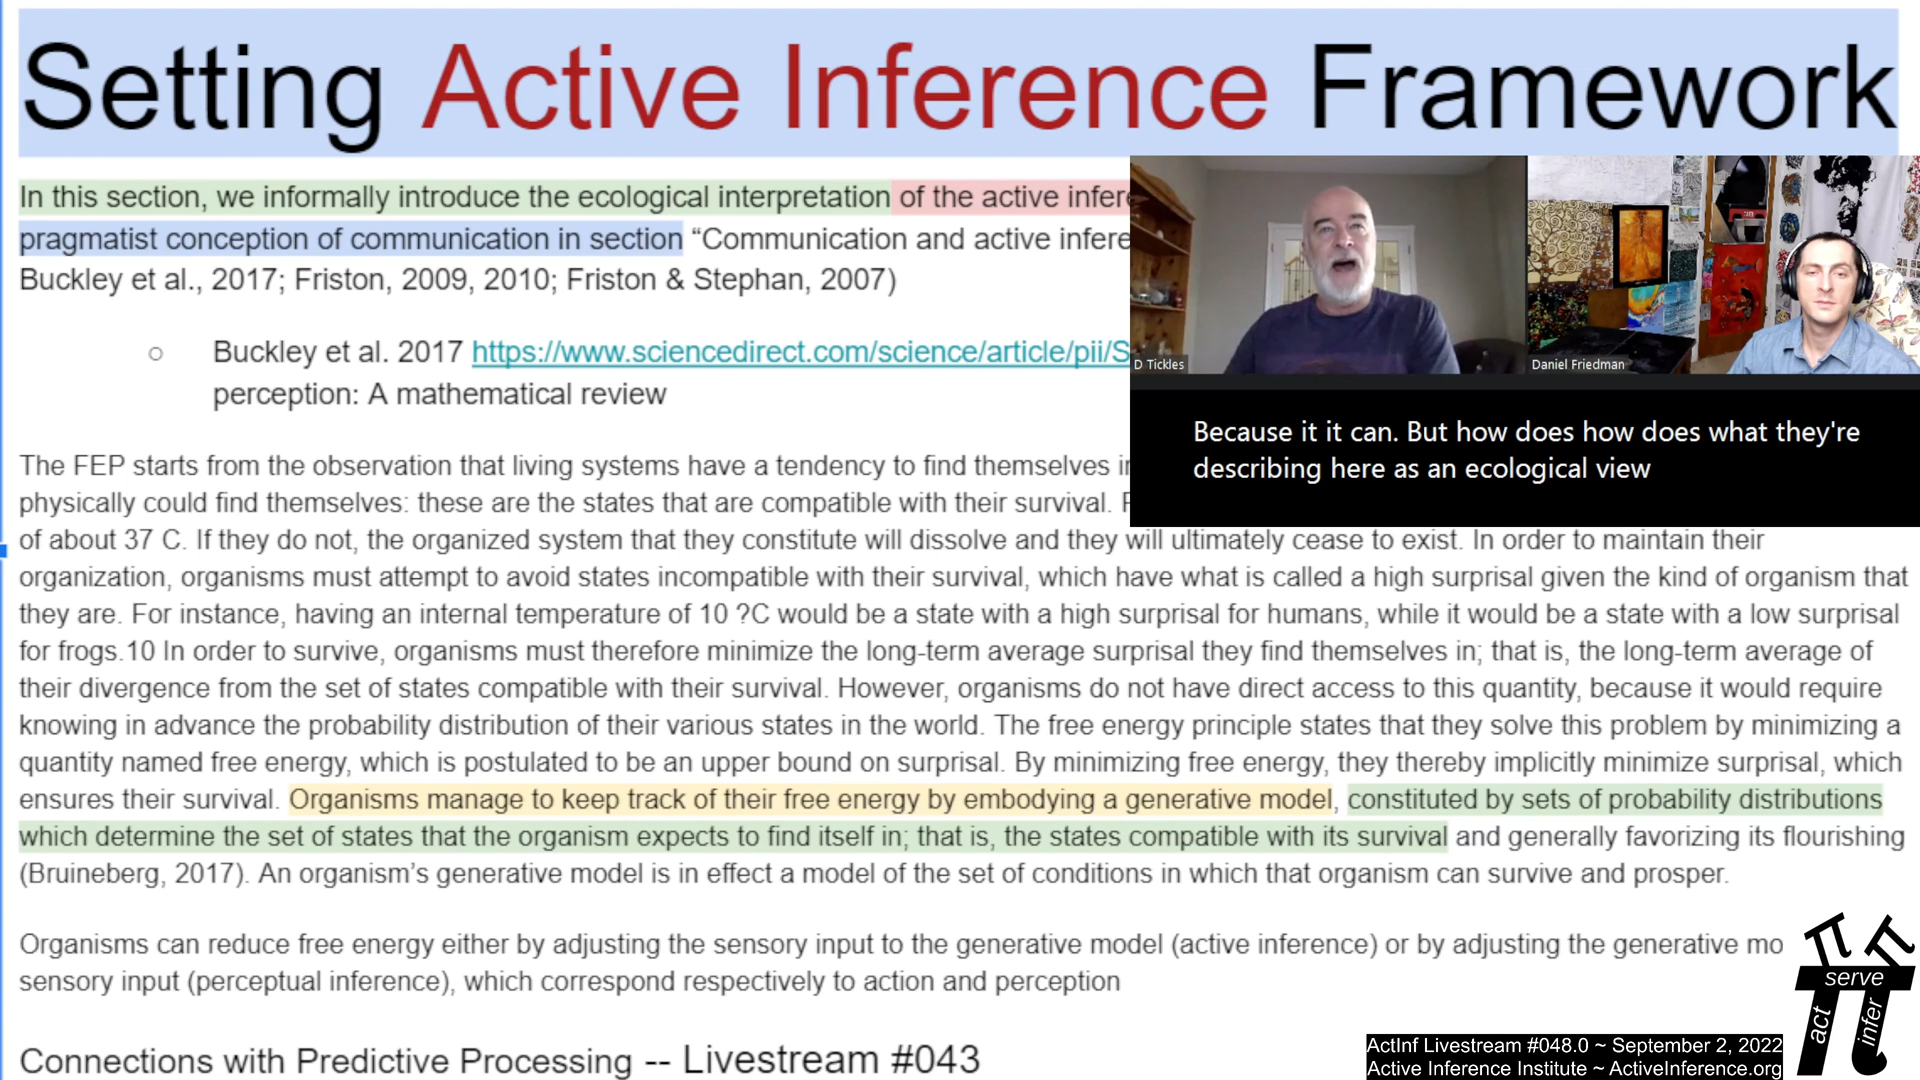 Setting Active Inference Framework
In this section, we informally introduce the ecological interpretation of the active infer
pragmatist conception of communication in section “Communication and active infere
Buckley et al., 2017; Friston, 2009, 2010; Friston & Stephan, 2007)
○ Buckley et al. 2017 https://www.sciencedirect.com/science/article/pii/S
perception: A mathematical review
D Tickles
Daniel Friedman
Because it it can. But how does how does what they're
describing here as an ecological view
The FEP starts from the observation that living systems have a tendency to find themselves in
physically could find themselves: these are the states that are compatible with their survival.
of about 37 C. If they do not, the organized system that they constitute will dissolve and they will ultimately cease to exist. In order to maintain their
organization, organisms must attempt to avoid states incompatible with their survival, which have what is called a high surprisal given the kind of organism that
they are. For instance, having an internal temperature of 10 ?C would be a state with a high surprisal for humans, while it would be a state with a low surprisal
for frogs.10 In order to survive, organisms must therefore minimize the long-term average surprisal they find themselves in; that is, the long-term average of
their divergence from the set of states compatible with their survival. However, organisms do not have direct access to this quantity, because it would require
knowing in advance the probability distribution of their various states in the world. The free energy principle states that they solve this problem by minimizing a
quantity named free energy, which is postulated to be an upper bound on surprisal. By minimizing free energy, they thereby implicitly minimize surprisal, which
ensures their survival. Organisms manage to keep track of their free energy by embodying a generative model, constituted by sets of probability distributions
which determine the set of states that the organism expects to find itself in; that is, the states compatible with its survival and generally favorizing its flourishing
(Bruineberg, 2017). An organism’s generative model is in effect a model of the set of conditions in which that organism can survive and prosper.
Organisms can reduce free energy either by adjusting the sensory input to the generative model (active inference) or by adjusting the generative mo
sensory input (perceptual inference), which correspond respectively to action and perception
Connections with Predictive Processing -- Livestream #043
serve
act
infer
ActInf Livestream #048.0 ~ September 2, 2022
Active Inference Institute ~ ActiveInference.org